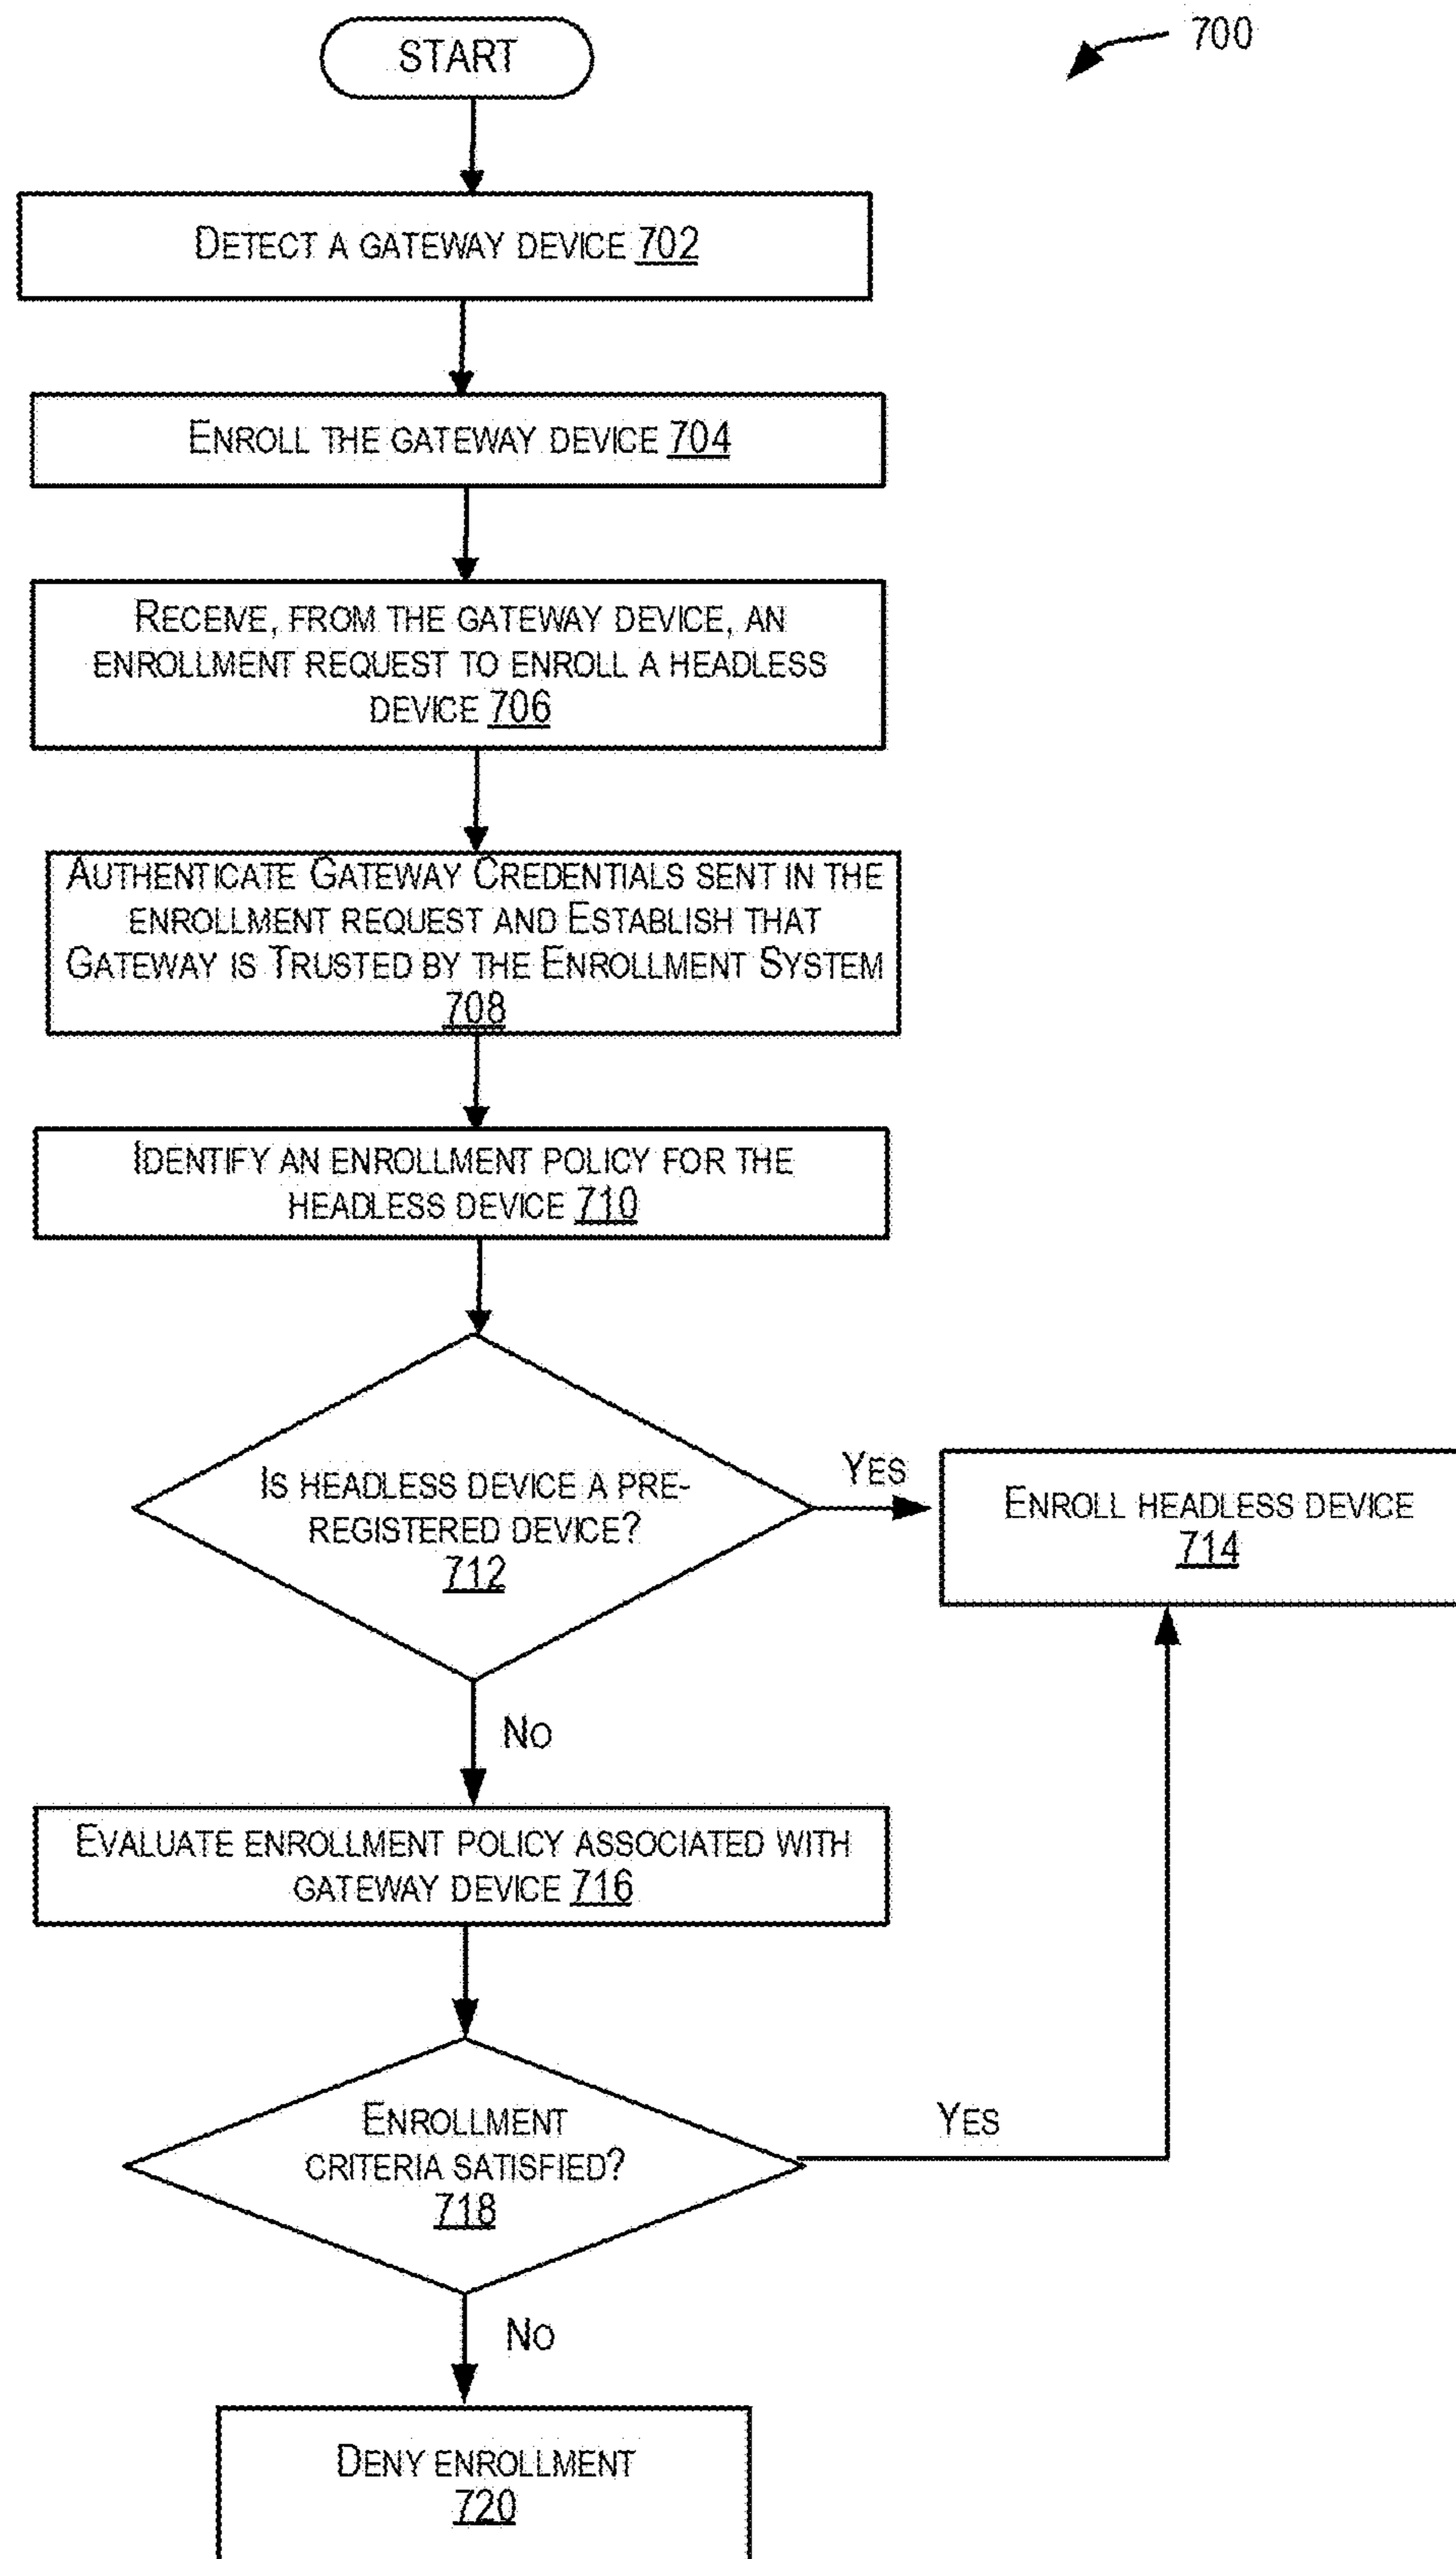 700
START
DETECT A GATEWAY DEVICE 702
ENROLL THE GATEWAY DEVICE 704
RECEIVE, FROM THE GATEWAY DEVICE, AN
ENROLLMENT REQUEST TO ENROLL A HEADLESS
DEVICE 706
AUTHENTICATE GATEWAY CREDENTIALS SENT IN THE
ENROLLMENT REQUEST AND ESTABLISH THAT
GATEWAY IS TRUSTED BY THE ENROLLMENT SYSTEM
708
IDENTIFY AN ENROLLMENT POLICY FOR THE
HEADLESS DEVICE 710
IS HEADLESS DEVICE A PRE-
REGISTERED DEVICE?
712
YES
ENROLL HEADLESS DEVICE
714
NO
EVALUATE ENROLLMENT POLICY ASSOCIATED WITH
GATEWAY DEVICE 716
ENROLLMENT
CRITERIA SATISFIED?
718
YES
NO
DENY ENROLLMENT
720